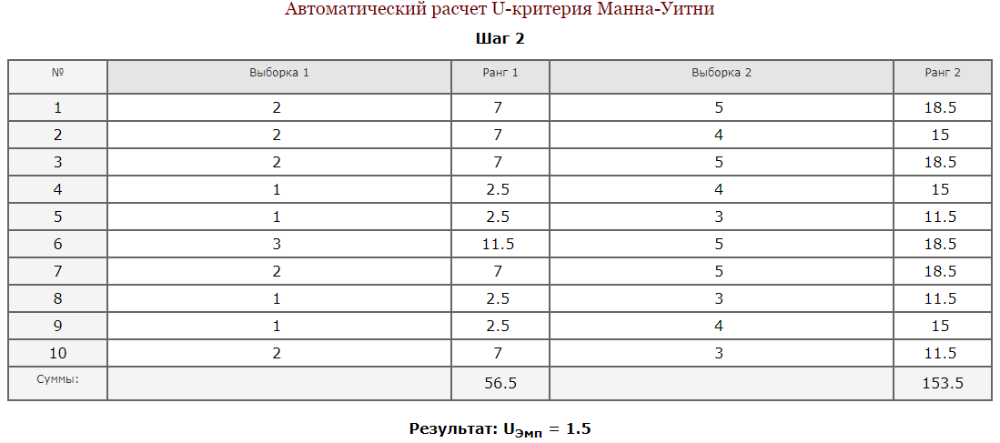 Автоматический расчет U-критерия Манна-Уитни
Шаг 2
№ Выборка 1 Ранг 1 Выборка 2 Ранг 2
1 2 7 5 18.5
2 2 7 4 15
3 2 7 5 18.5
4 1 2.5 4 15
5 1 2.5 3 11.5
6 3 11.5 5 18.5
7 2 7 5 18.5
8 1 2.5 3 11.5
9 1 2.5 4 15
10 2 7 3 11.5
Суммы: 56.5 153.5
Результат: UЭмп = 1.5